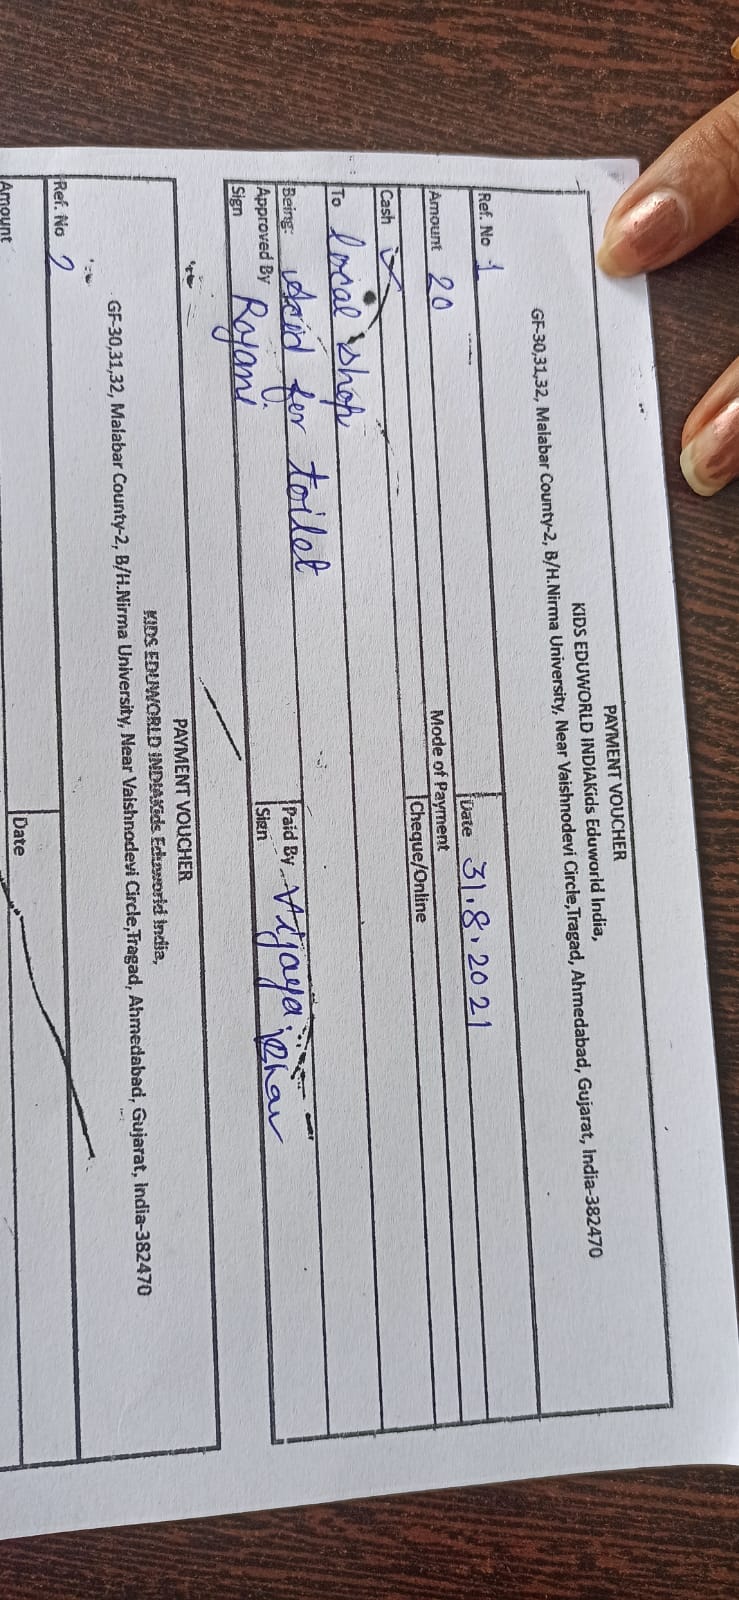 PAYMENT VOUCHER
KIDS EDUWORLD INDIAKids Eduworld India,
GF-30,31,32, Malabar County-2, B/H.Nirma University, Near Vaishnodevi Circle,Tragad, Ahmedabad, Gujarat, India-382470
Ref. No 1 Date 31.8.2021
Amount 20 Mode of Payment
Cash Cheque/Online
To local shop
Being: Acid for toilet Paid By Vijaya
Approved By Rajani Sign
Sign
PAYMENT VOUCHER
KIDS EDUWORLD INDIAKids Eduworld India,
GF-30,31,32, Malabar County-2, B/H.Nirma University, Near Vaishnodevi Circle,Tragad, Ahmedabad, Gujarat, India-382470
Ref. No 2 Date
Amount